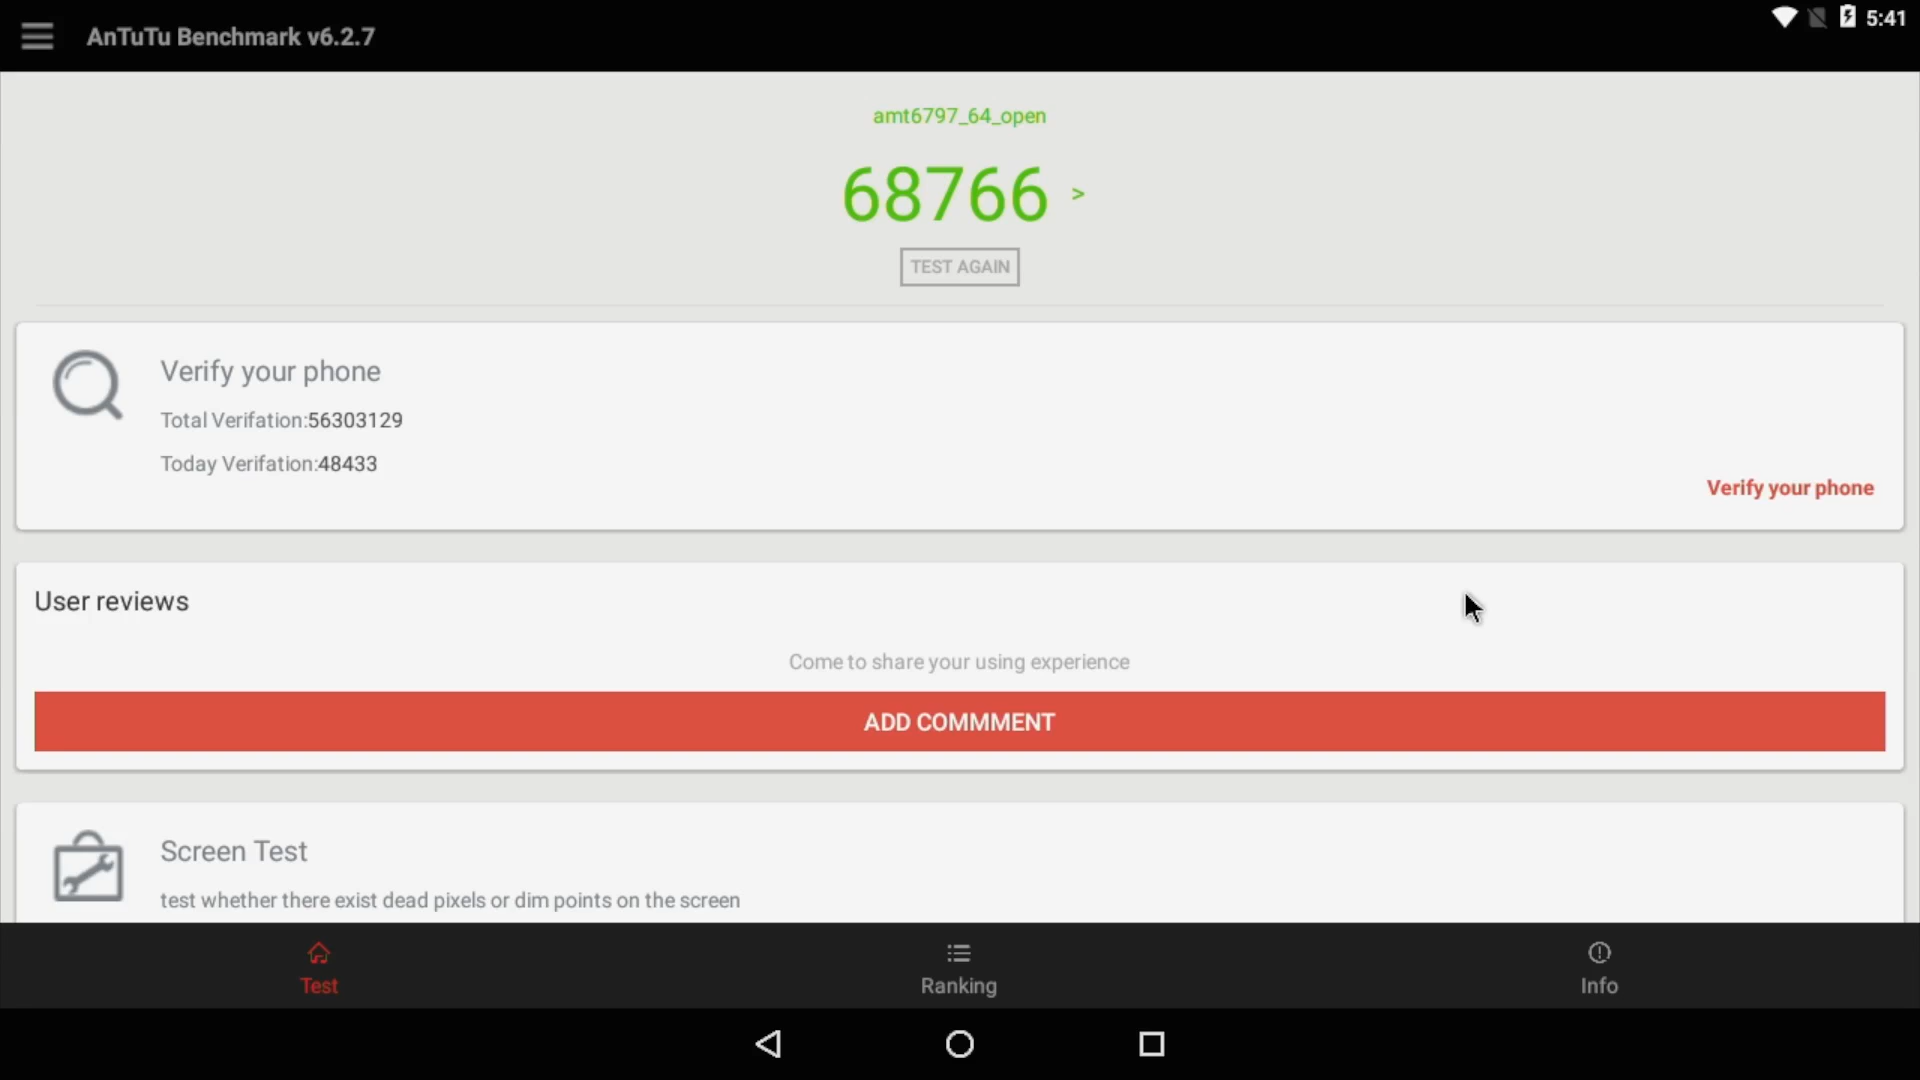 AnTuTu Benchmark v6.2.7
5:41
amt6797_64_open
68766 >
TEST AGAIN
Verify your phone
Total Verifation:56303129
Today Verifation:48433
Verify your phone
User reviews
Come to share your using experience
ADD COMMMENT
Screen Test
test whether there exist dead pixels or dim points on the screen
Test
Ranking
Info